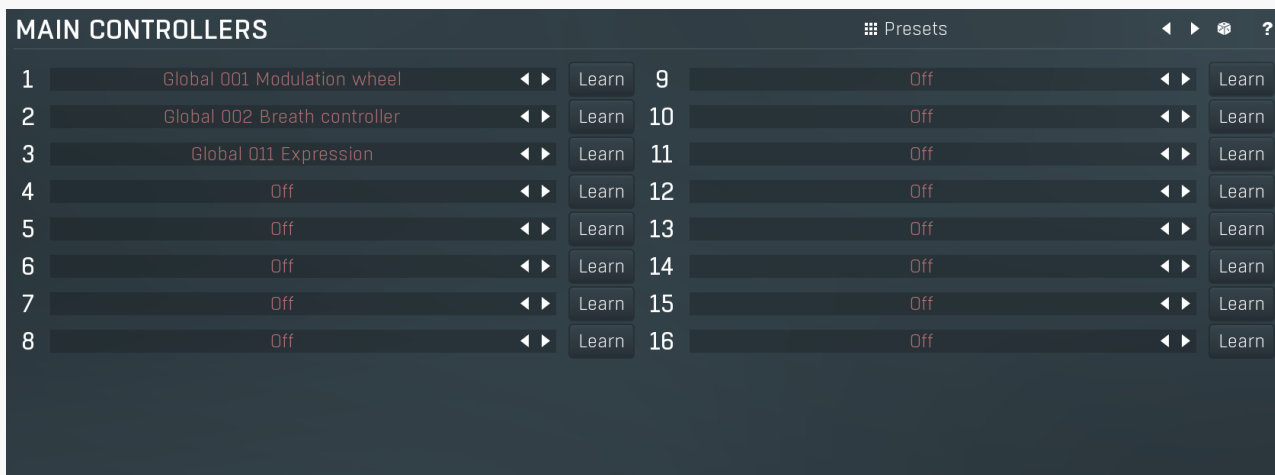 MAIN CONTROLLERS Presets ?
1 Global 001 Modulation wheel Learn 9 Off Learn
2 Global 002 Breath controller Learn 10 Off Learn
3 Global 011 Expression Learn 11 Off Learn
4 Off Learn 12 Off Learn
5 Off Learn 13 Off Learn
6 Off Learn 14 Off Learn
7 Off Learn 15 Off Learn
8 Off Learn 16 Off Learn